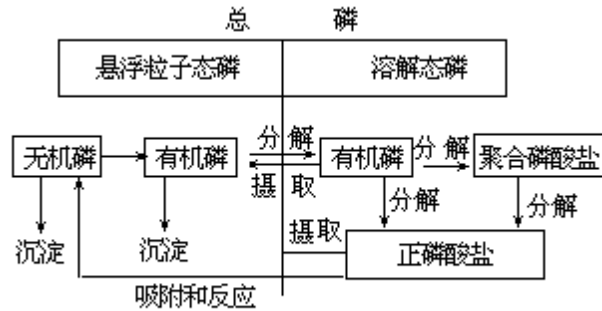 总 磷
悬浮粒子态磷 溶解态磷
无机磷 有机磷 分解 有机磷 分解 聚合磷酸盐
摄取
分解 分解
沉淀 沉淀 摄取 正磷酸盐
吸附和反应